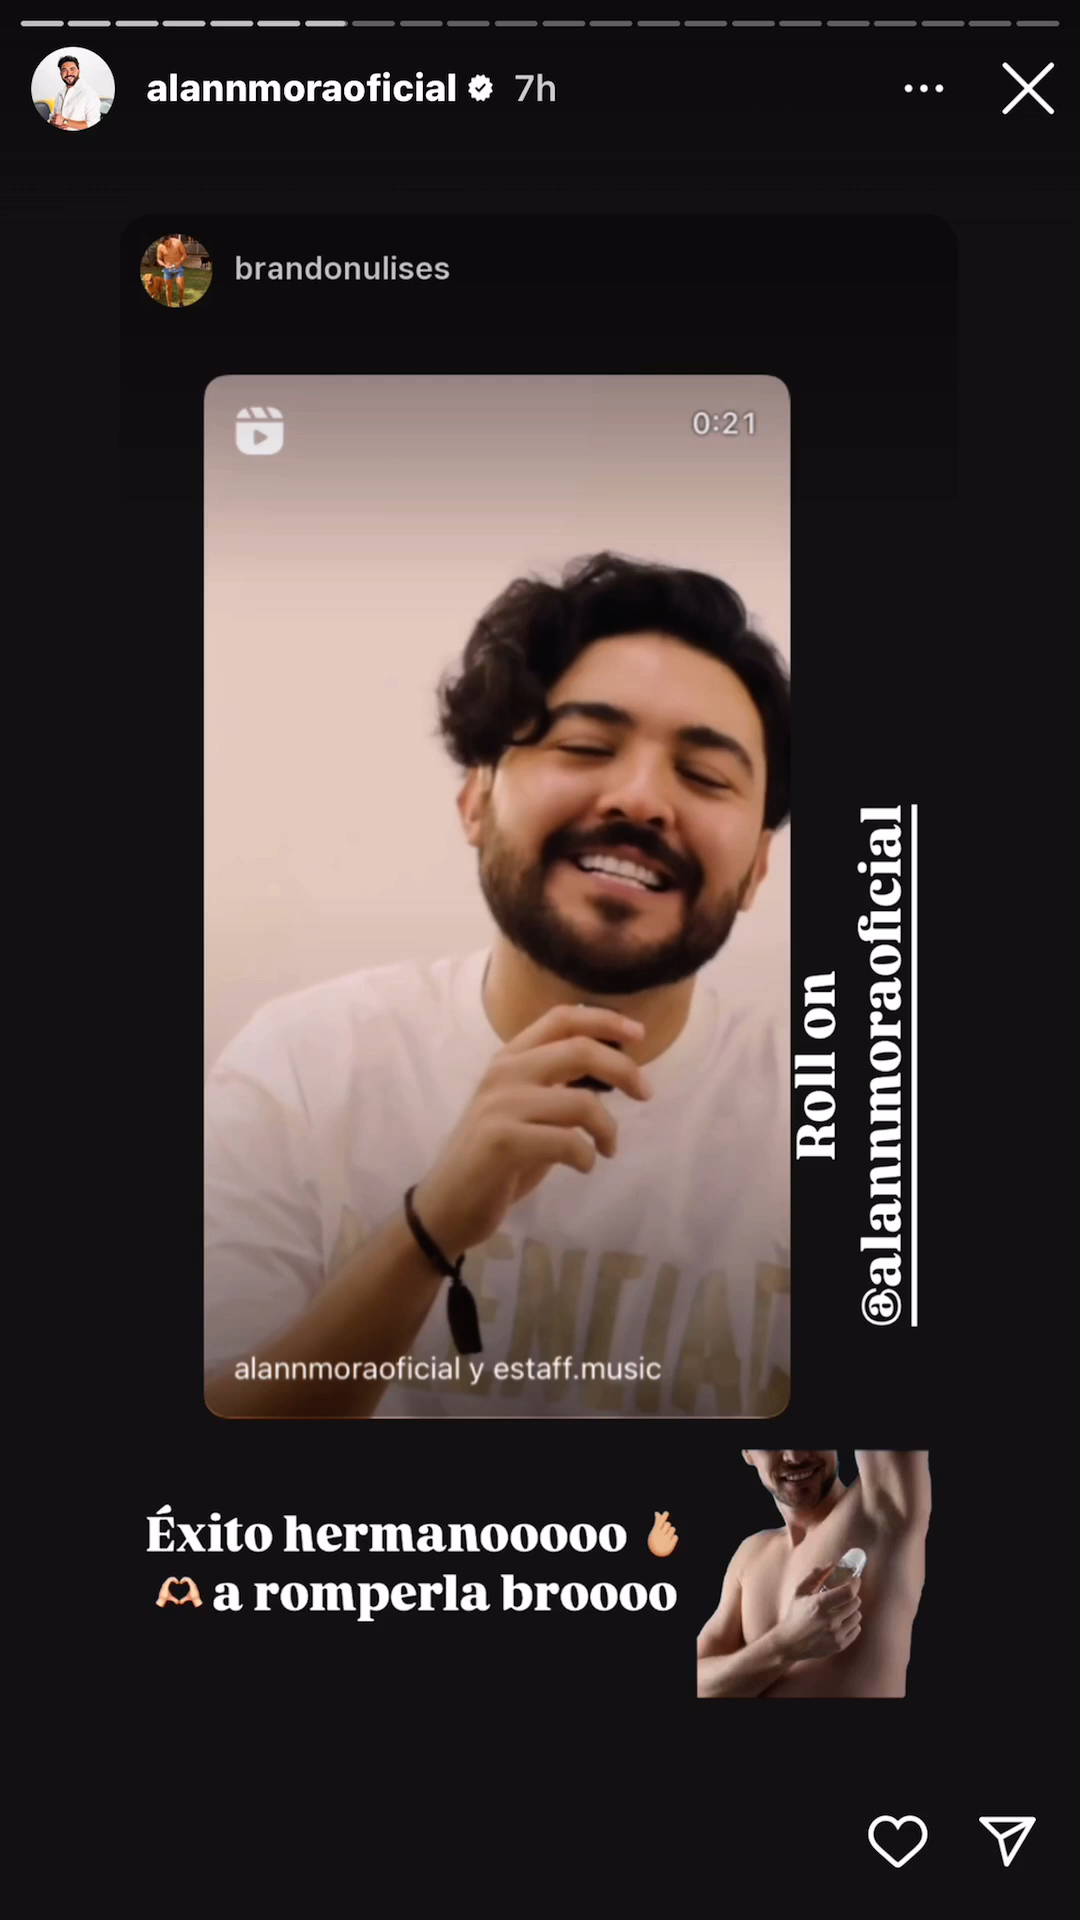 alannmoraoficial 7h
brandonulises
0:21
Roll on
@alannmoraoficial
alannmoraoficial y estaff.music
Éxito hermanooooo 🫰🏼
🫶🏻 a romperla broooo